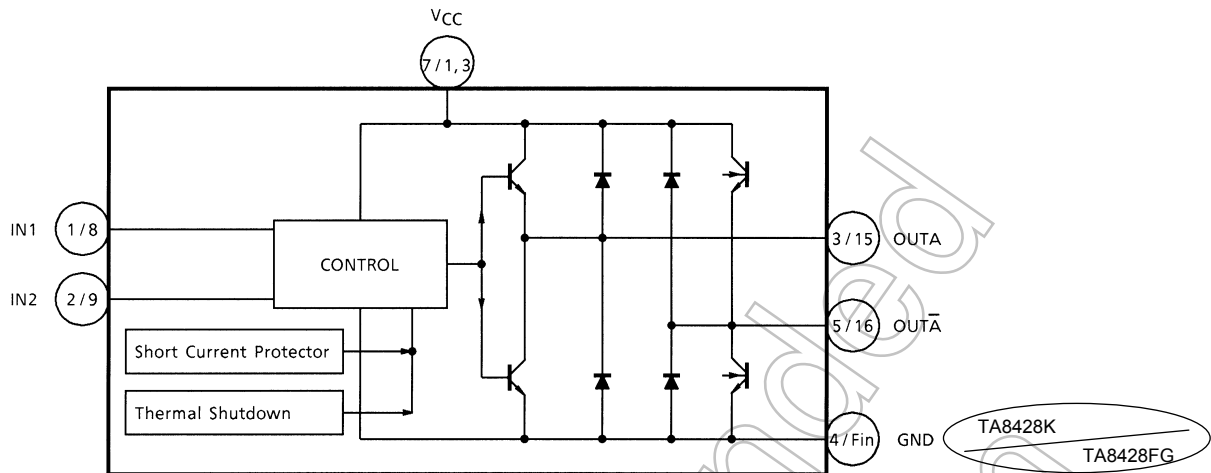 VCC
7/1, 3
IN1
1/8
IN2
2/9
CONTROL
Short Current Protector
Thermal Shutdown
3/15
OUTA
5/16
OUTA̅
4/Fin
GND
TA8428K
TA8428FG